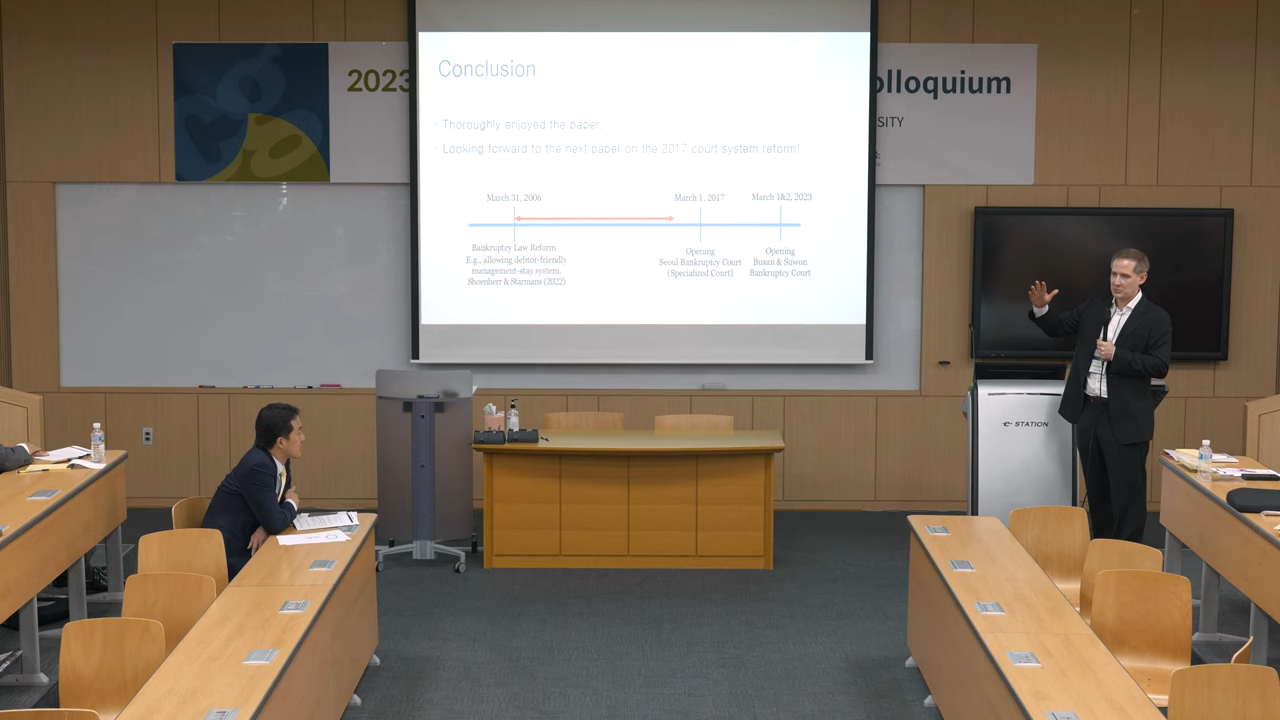 2023
olloquium
SITY
Conclusion
· Thoroughly enjoyed the paper.
· Looking forward to the next paper on the 2017 court system reform!
March 31, 2006
March 1, 2017
March 1&2, 2023
Bankruptcy Law Reform
E.g., allowing debtor-friendly
management-stay system,
Shoenherr & Starmans (2022)
Opening
Seoul Bankruptcy Court
(Specialized Court)
Opening
Busan & Suwon
Bankruptcy Court
e·STATION